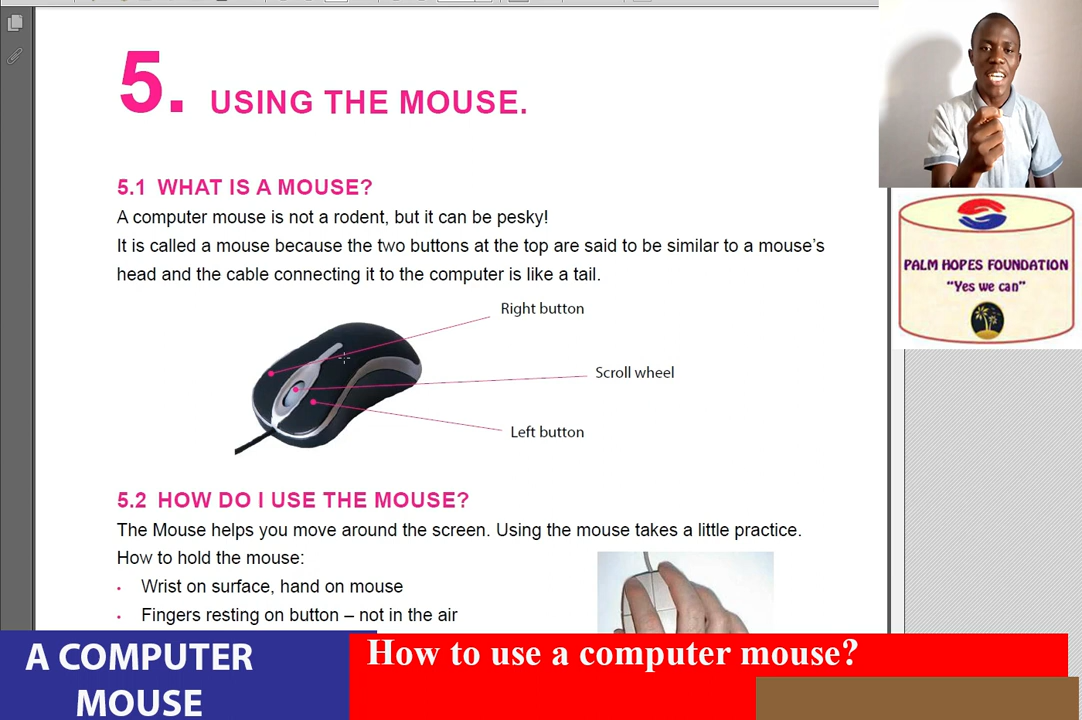 5. USING THE MOUSE.
5.1 WHAT IS A MOUSE?
A computer mouse is not a rodent, but it can be pesky!
It is called a mouse because the two buttons at the top are said to be similar to a mouse's
head and the cable connecting it to the computer is like a tail.
Right button
Scroll wheel
Left button
5.2 HOW DO I USE THE MOUSE?
The Mouse helps you move around the screen. Using the mouse takes a little practice.
How to hold the mouse:
• Wrist on surface, hand on mouse
• Fingers resting on button – not in the air
PALM HOPES FOUNDATION
"Yes we can"
A COMPUTER
MOUSE
How to use a computer mouse?